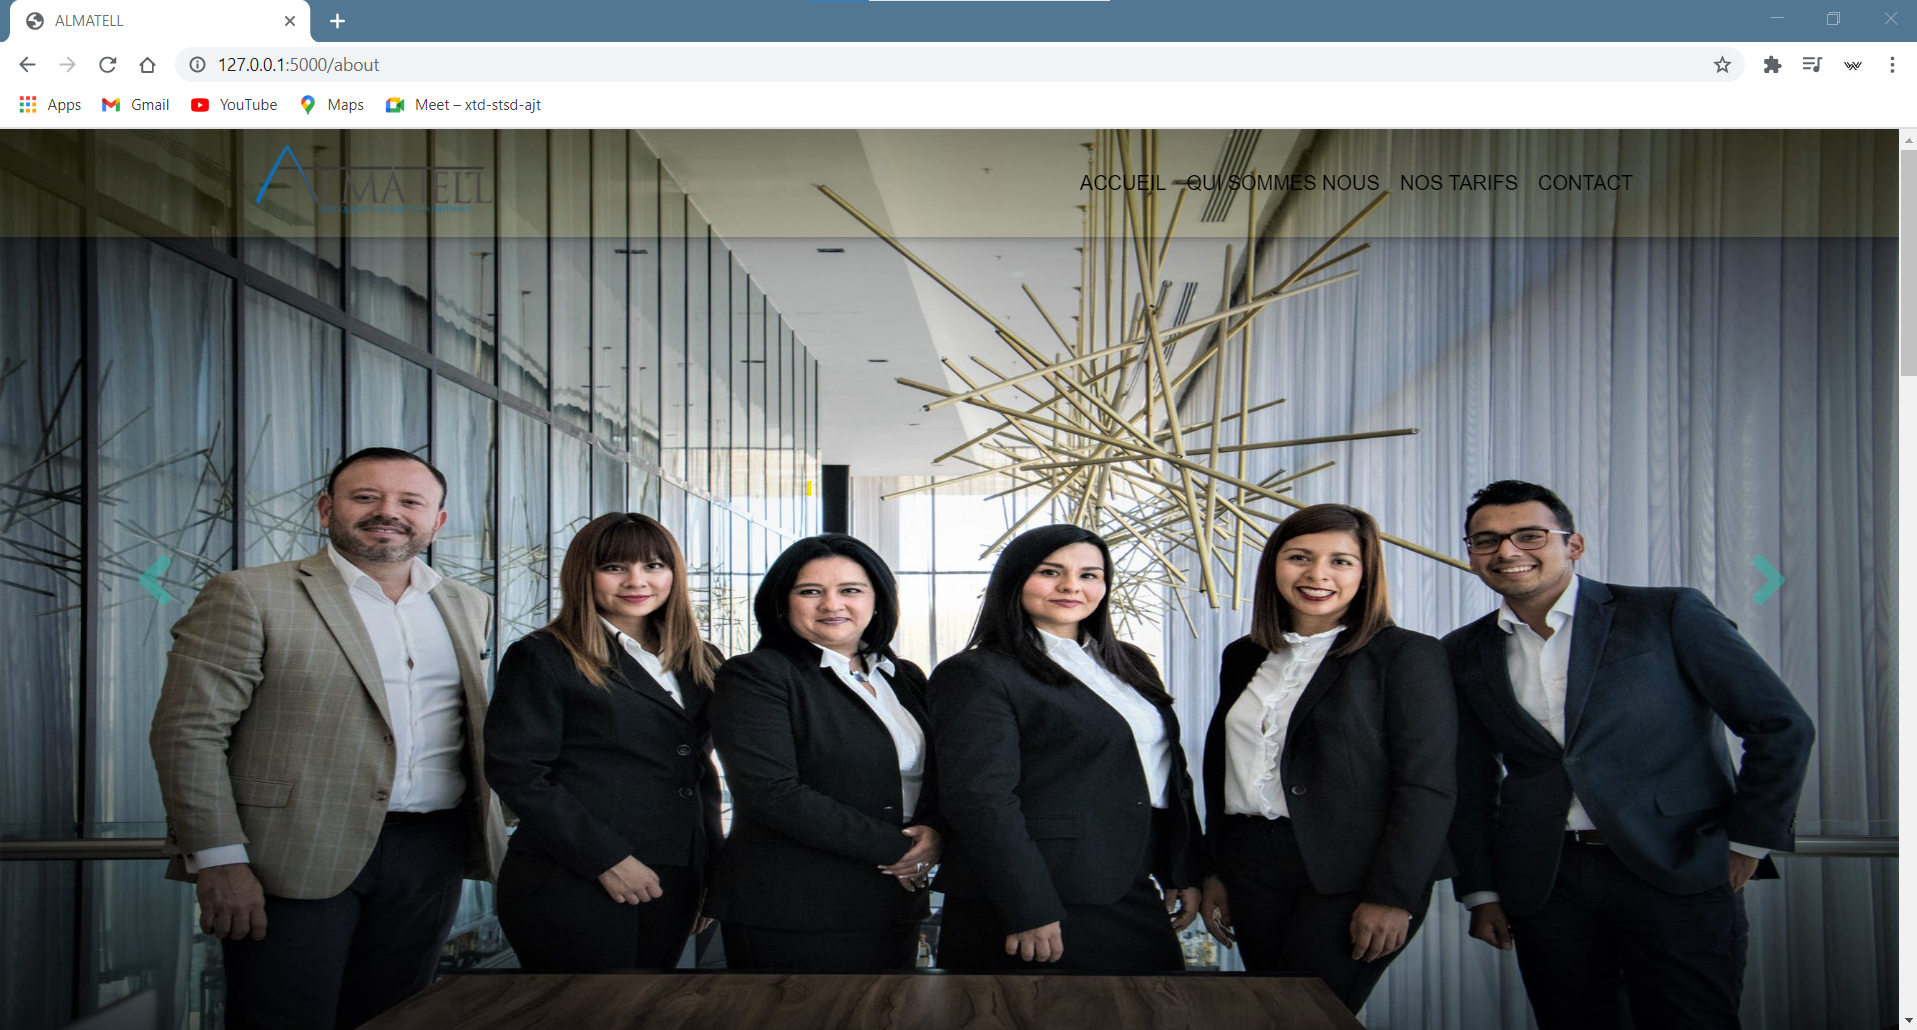 ALMATELL
127.0.0.1:5000/about
Apps Gmail YouTube Maps Meet – xtd-stsd-ajt
ALMATELL
ACCUEIL QUI SOMMES NOUS NOS TARIFS CONTACT